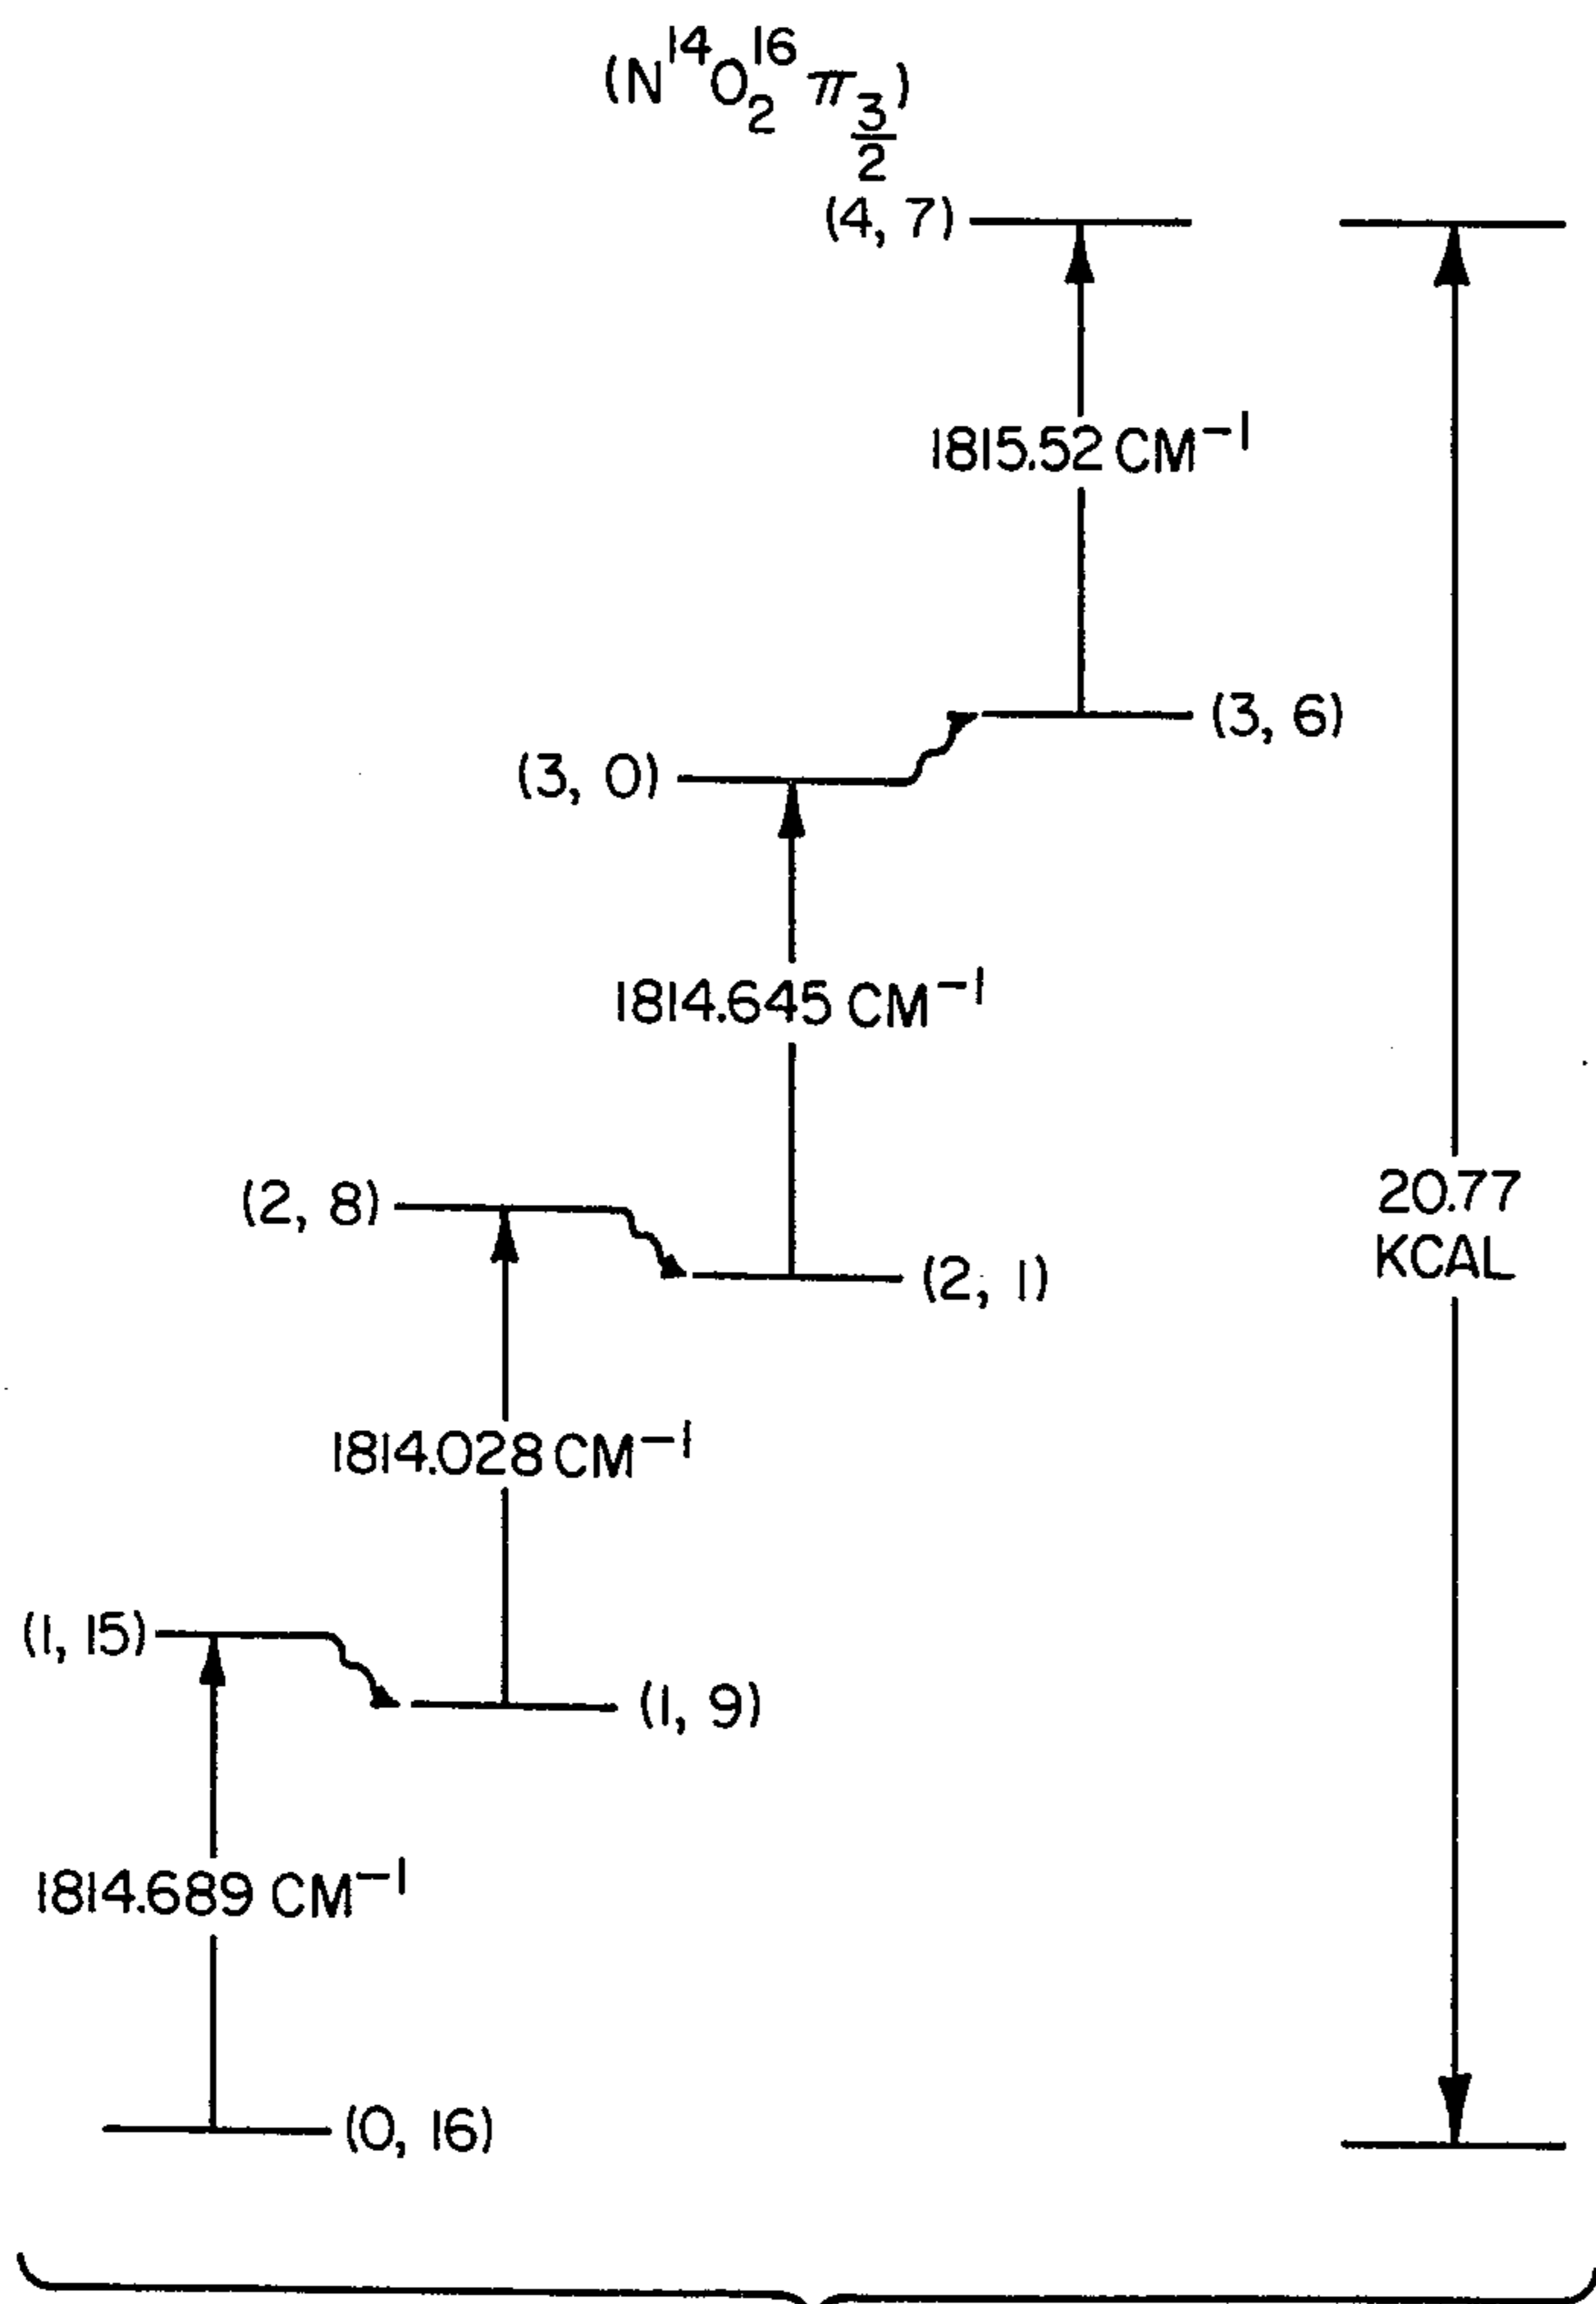 (N¹⁴O₂¹⁶ π 3/2)
(4, 7)
1815.52 CM⁻¹
(3, 6)
(3, 0)
1814.645 CM⁻¹
(2, 8)
20.77
KCAL
(2, 1)
1814.028 CM⁻¹
(1, 15)
(1, 9)
1814.689 CM⁻¹
(0, 16)